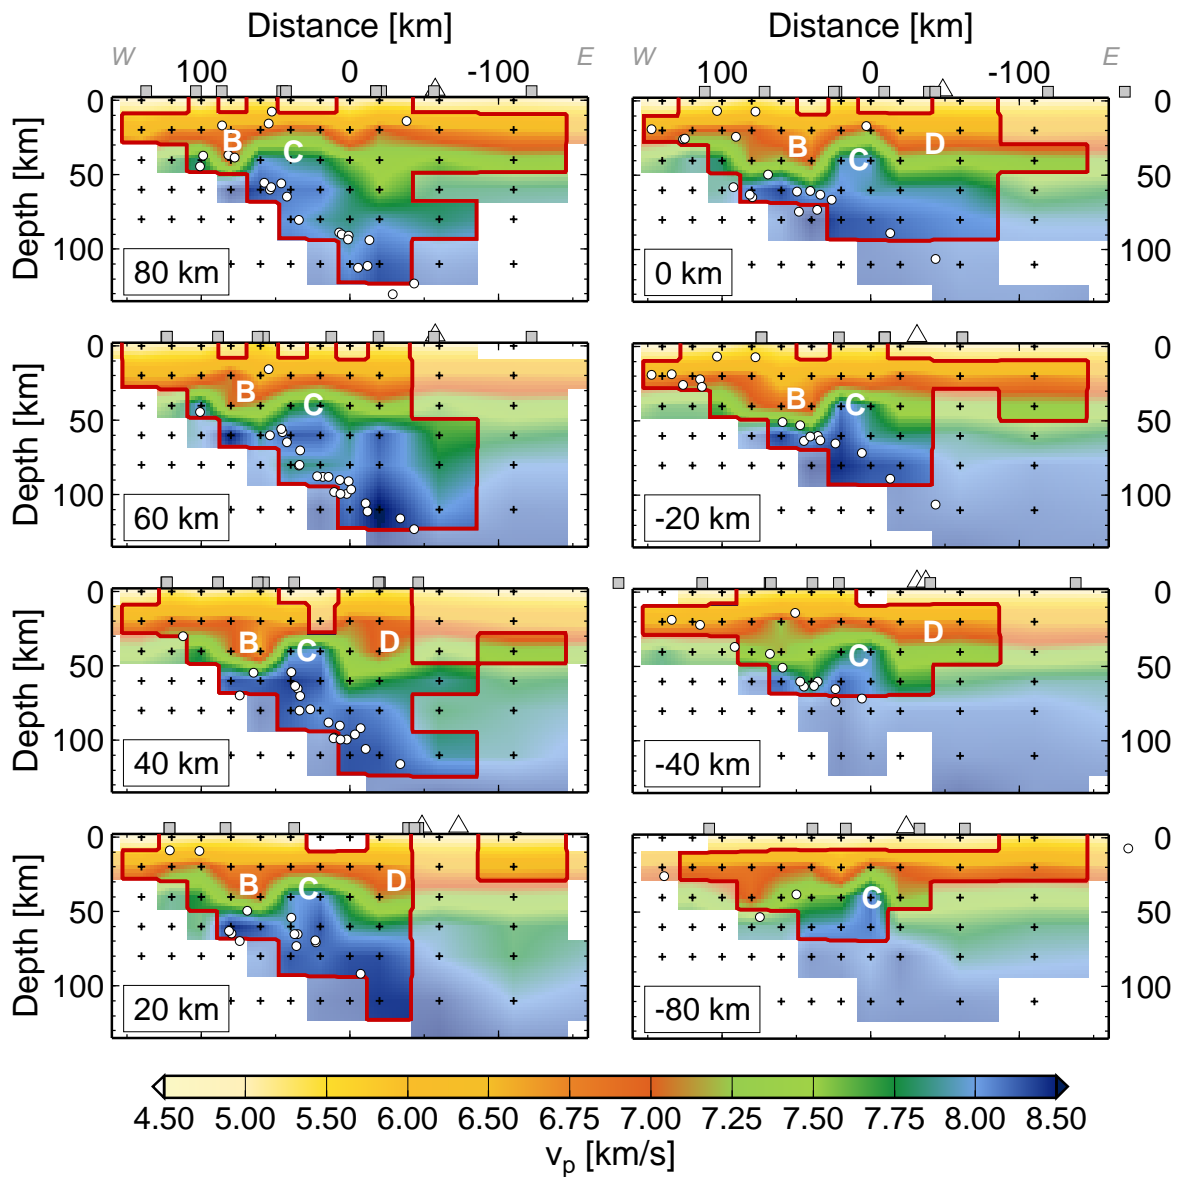 Distance [km]
Distance [km]
W
E
W
E
100
0
-100
100
0
-100
0
50
100
Depth [km]
B
C
80 km
0
50
100
B
C
D
0 km
0
50
100
Depth [km]
B
C
60 km
0
50
100
B
C
-20 km
0
50
100
Depth [km]
B
C
D
40 km
0
50
100
C
D
-40 km
0
50
100
Depth [km]
B
C
D
20 km
0
50
100
C
-80 km
4.50 5.00 5.50 6.00 6.50 6.75 7.00 7.25 7.50 7.75 8.00 8.50
vp [km/s]